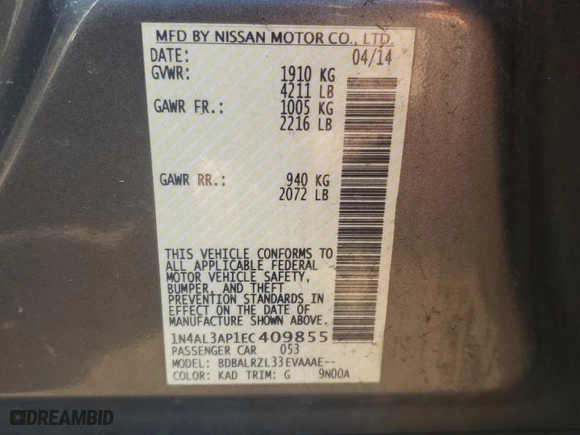 MFD BY NISSAN MOTOR CO., LTD.
DATE: 04/14
GVWR: 1910 KG
4211 LB
GAWR FR.: 1005 KG
2216 LB
GAWR RR.: 940 KG
2072 LB
THIS VEHICLE CONFORMS TO
ALL APPLICABLE FEDERAL
MOTOR VEHICLE SAFETY,
BUMPER, AND THEFT
PREVENTION STANDARDS IN
EFFECT ON THE DATE OF
MANUFACTURE SHOWN ABOVE.
1N4AL3AP1EC409855
PASSENGER CAR 053
MODEL: BDBALRZL33EVAAAE--
COLOR: KAD TRIM: G 9N00A
DREAMBID